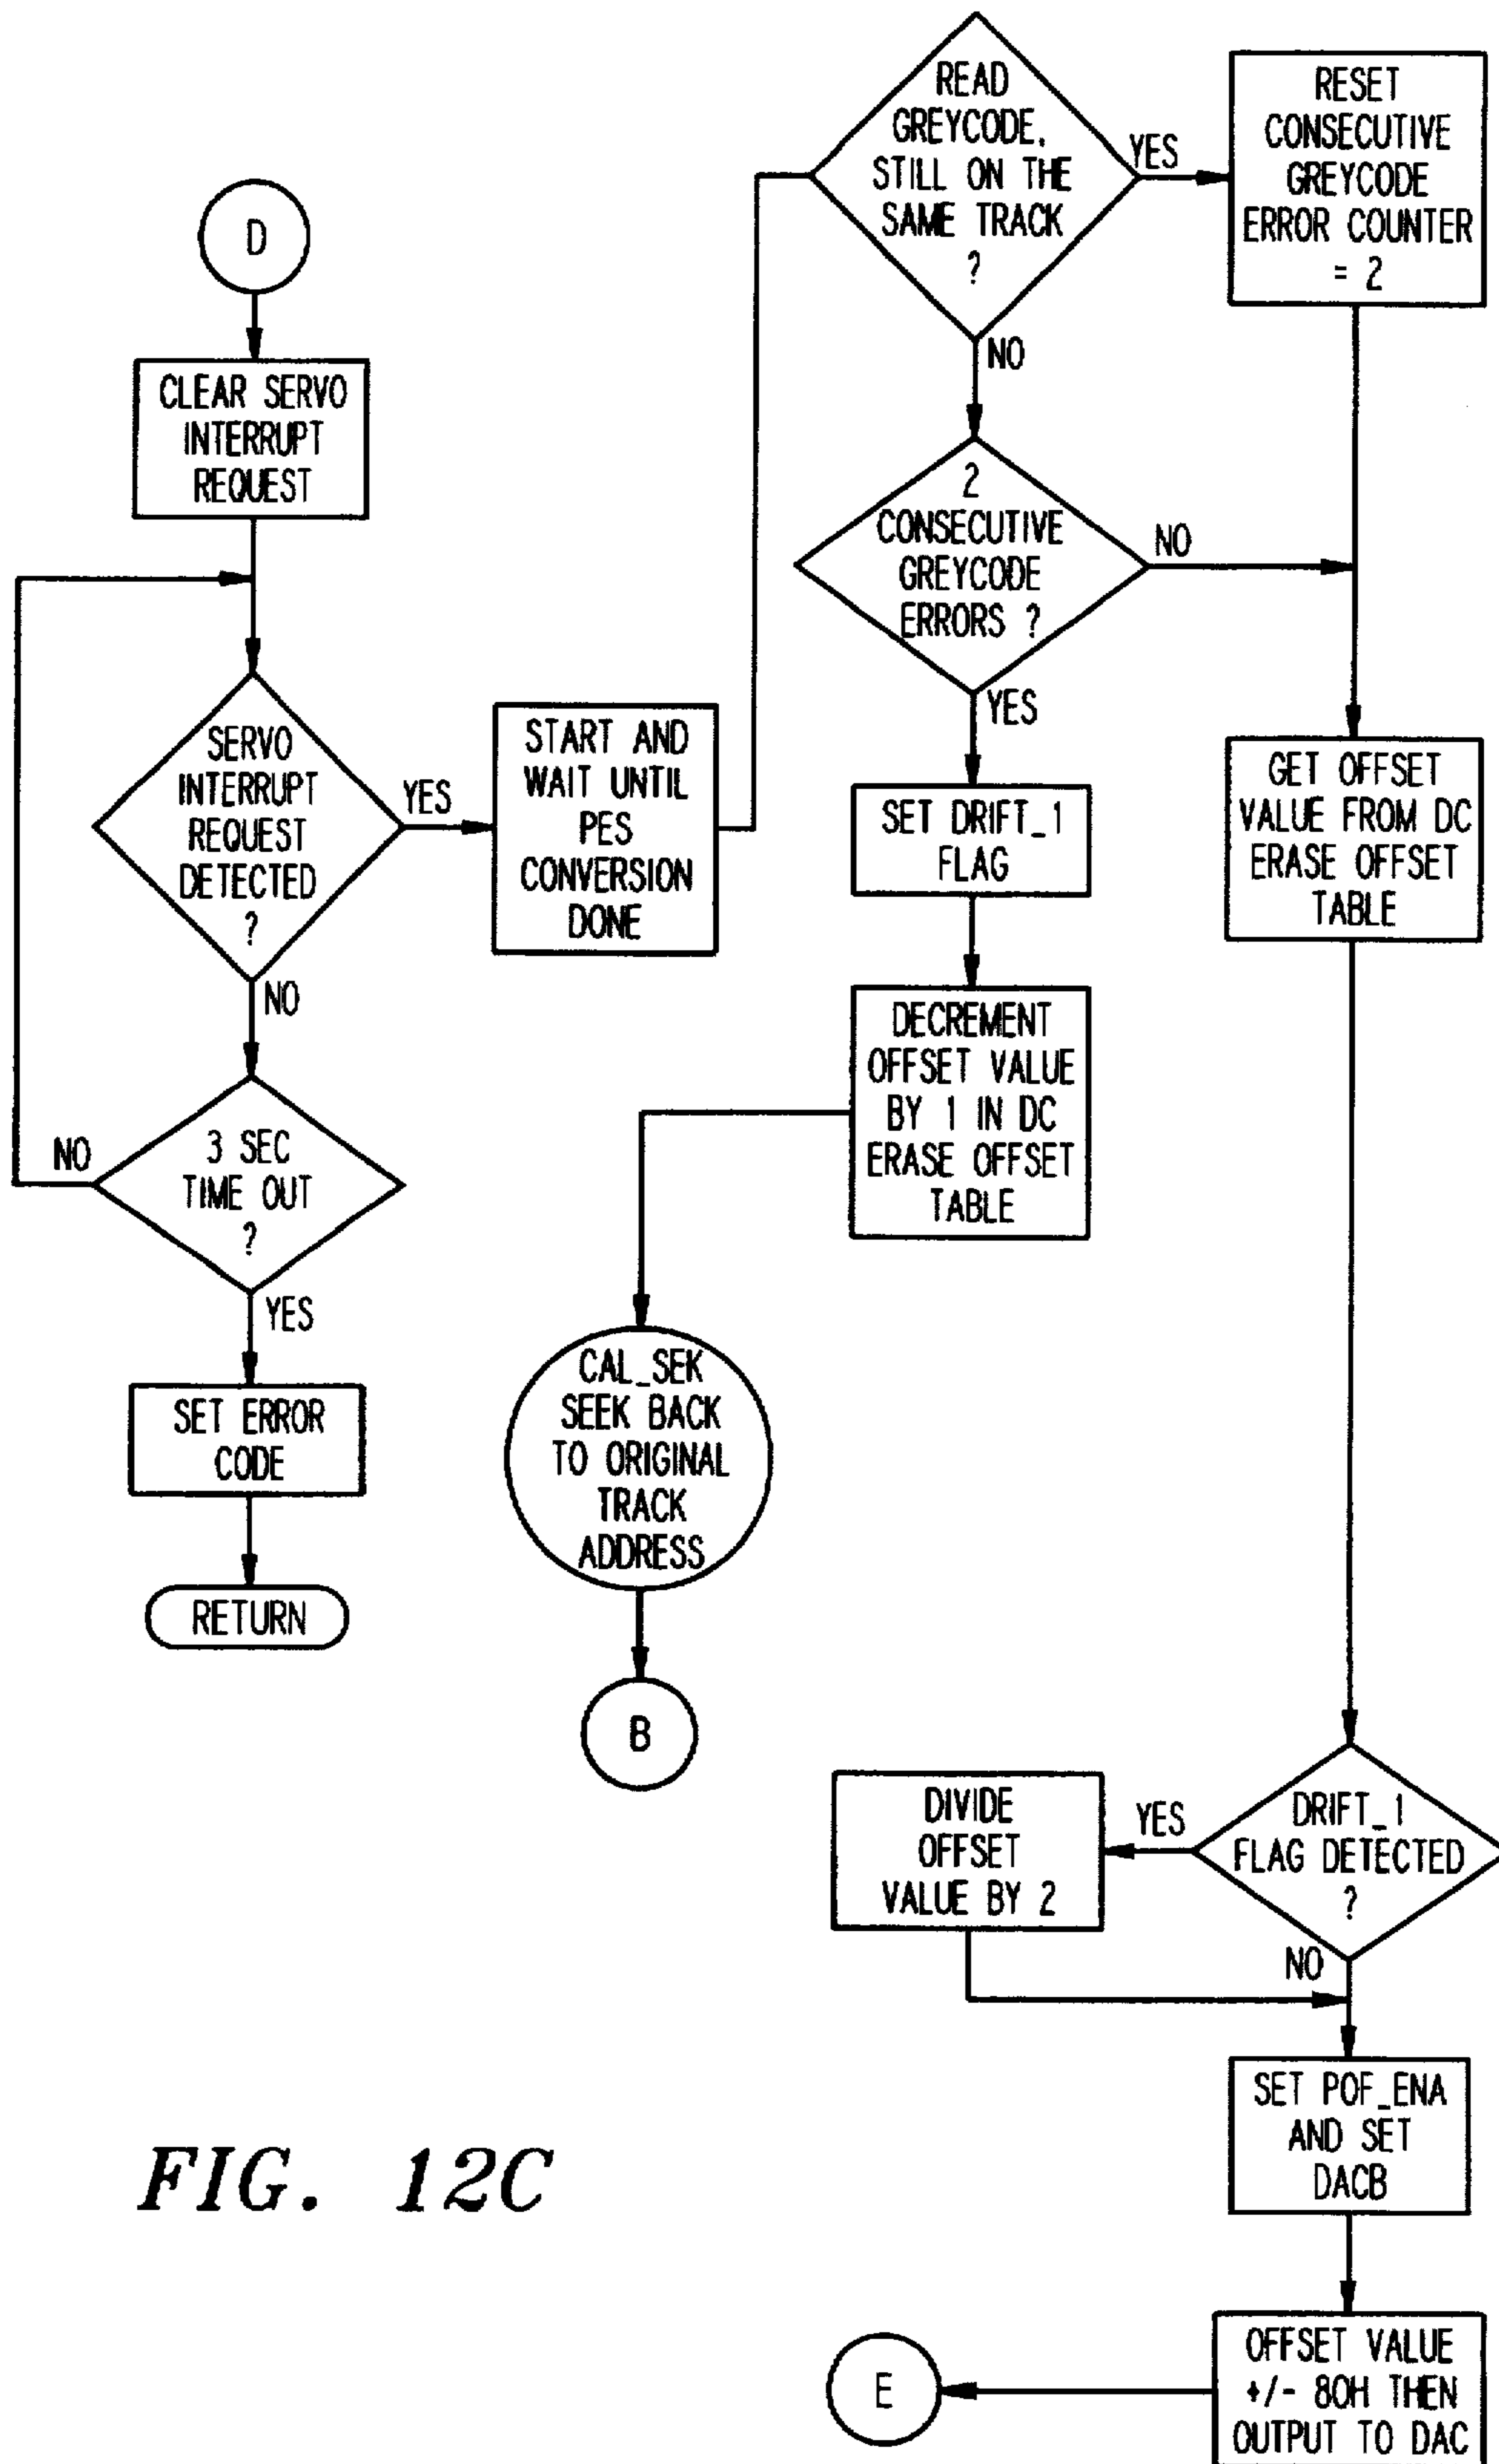 D
CLEAR SERVO
INTERRUPT
REQUEST
SERVO
INTERRUPT
REQUEST
DETECTED
?
YES
NO
3 SEC
TIME OUT
?
NO
YES
SET ERROR
CODE
RETURN
START AND
WAIT UNTIL
PES
CONVERSION
DONE
READ
GREYCODE,
STILL ON THE
SAME TRACK
?
YES
NO
RESET
CONSECUTIVE
GREYCODE
ERROR COUNTER
= 2
2
CONSECUTIVE
GREYCODE
ERRORS ?
NO
YES
SET DRIFT_1
FLAG
DECREMENT
OFFSET VALUE
BY 1 IN DC
ERASE OFFSET
TABLE
CAL_SEK
SEEK BACK
TO ORIGINAL
TRACK
ADDRESS
B
GET OFFSET
VALUE FROM DC
ERASE OFFSET
TABLE
DRIFT_1
FLAG DETECTED
?
YES
NO
DIVIDE
OFFSET
VALUE BY 2
SET POF_ENA
AND SET
DACB
OFFSET VALUE
+/- 80H THEN
OUTPUT TO DAC
E
FIG. 12C